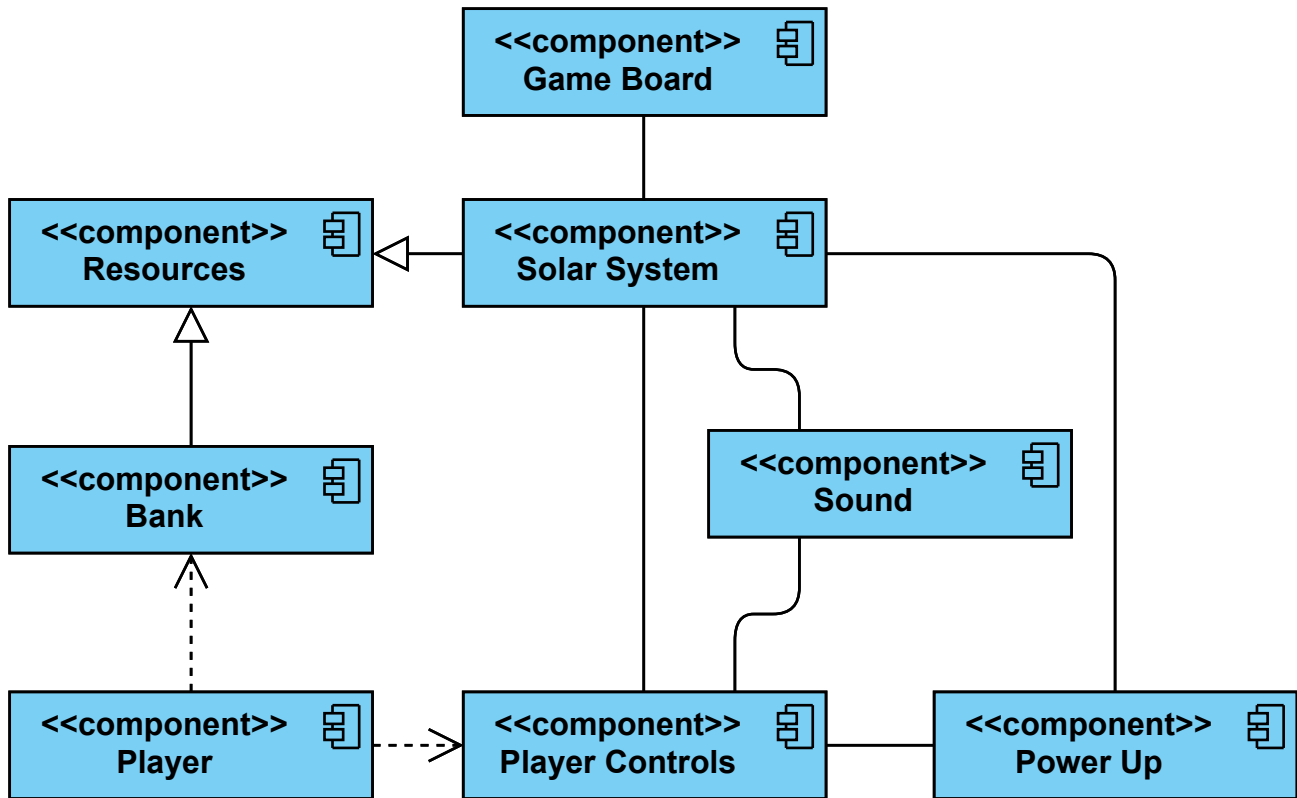 <<component>>
Game Board
<<component>>
Resources
<<component>>
Solar System
<<component>>
Bank
<<component>>
Sound
<<component>>
Player
<<component>>
Player Controls
<<component>>
Power Up